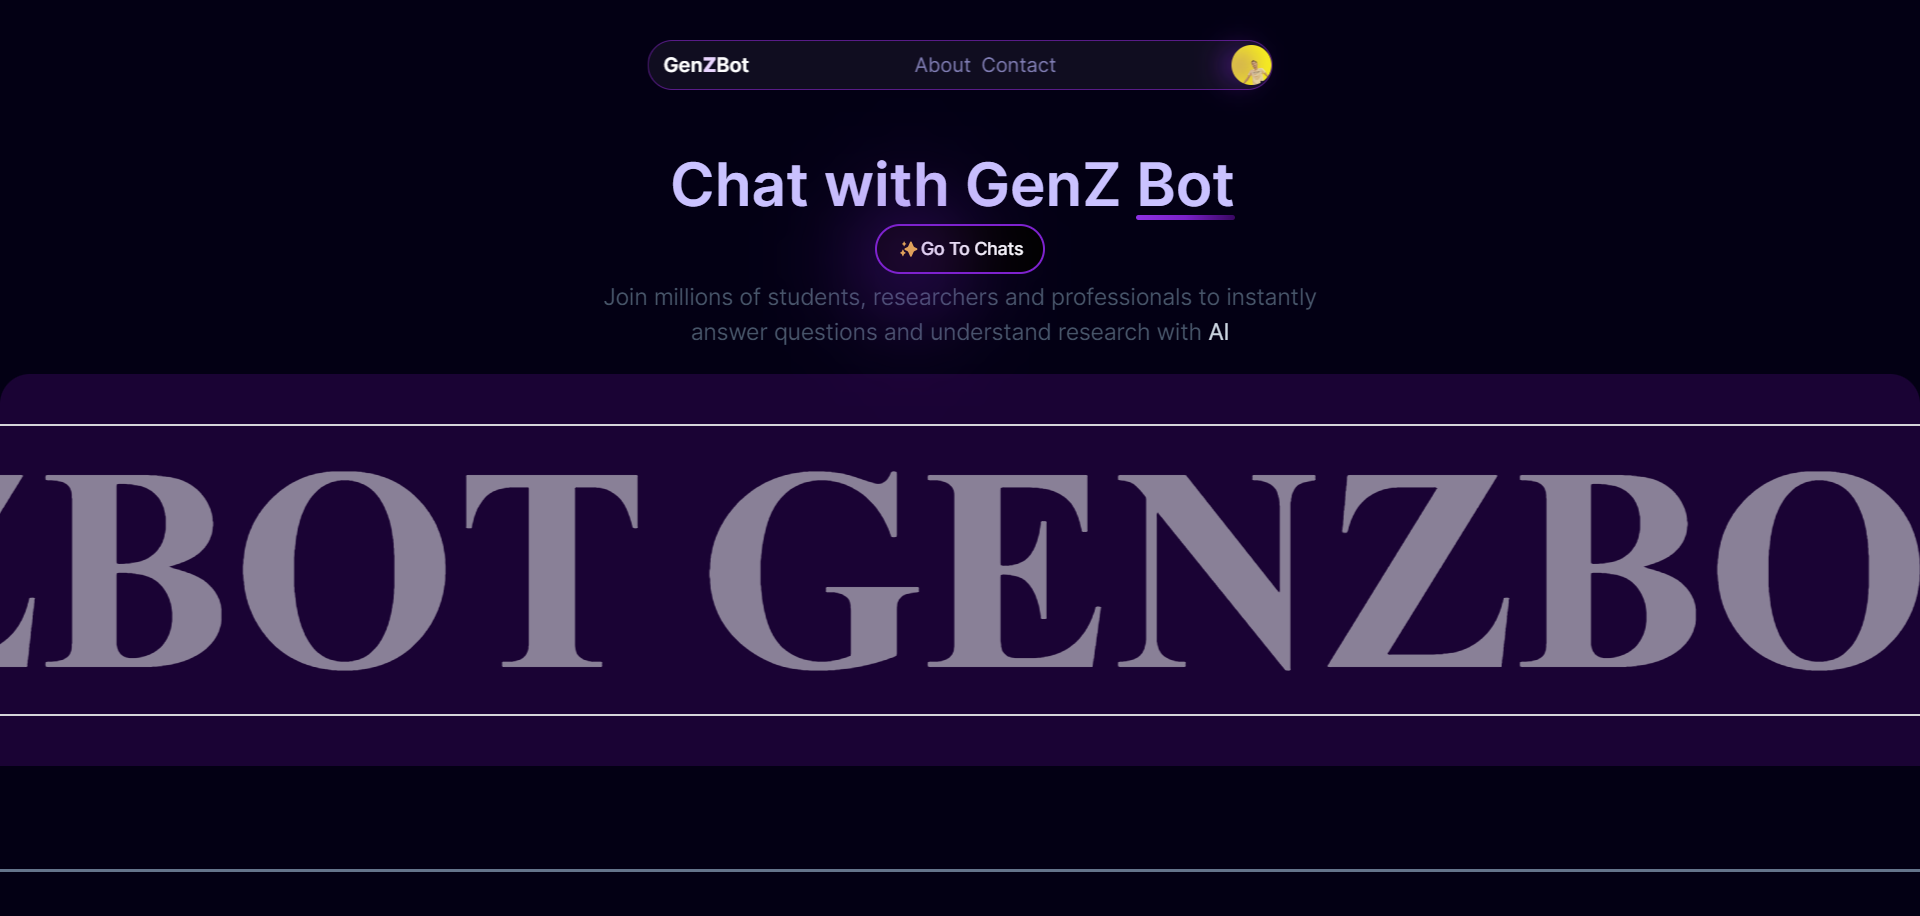 GenZBot
About Contact
Chat with GenZ Bot
✨Go To Chats
Join millions of students, researchers and professionals to instantly
answer questions and understand research with AI
ZBOT GENZBO